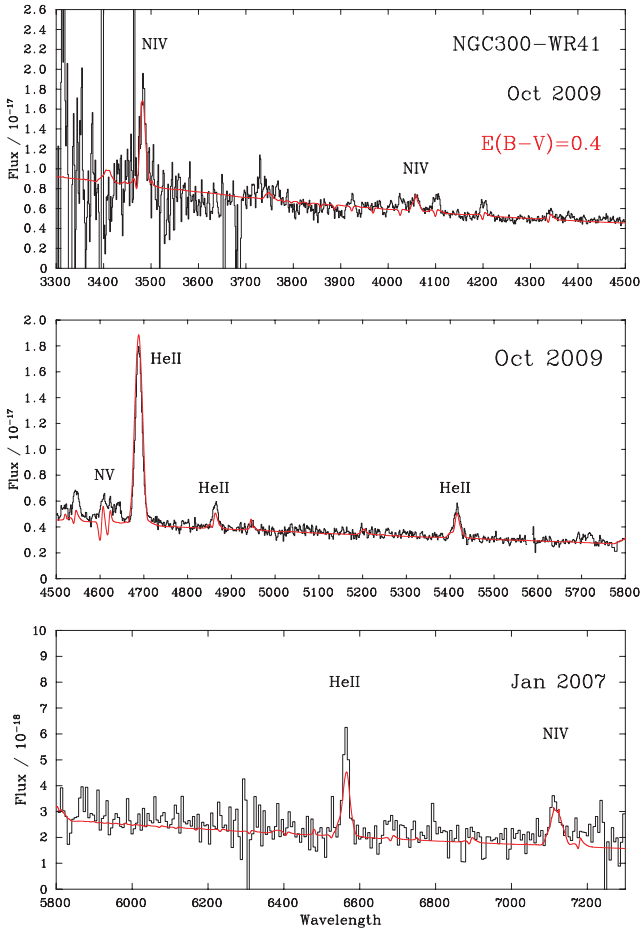 2.6
2.4
2.2
2.0
1.8
1.6
1.4
1.2
1.0
0.8
0.6
0.4
0.2
0
Flux / 10⁻¹⁷
NIV
NGC300−WR41
Oct 2009
E(B−V)=0.4
NIV
3300 3400 3500 3600 3700 3800 3900 4000 4100 4200 4300 4400 4500
2.0
1.8
1.6
1.4
1.2
1.0
0.8
0.6
0.4
0.2
0
Flux / 10⁻¹⁷
HeII
Oct 2009
NV
HeII
HeII
4500 4600 4700 4800 4900 5000 5100 5200 5300 5400 5500 5600 5700 5800
10
9
8
7
6
5
4
3
2
1
0
Flux / 10⁻¹⁸
HeII
Jan 2007
NIV
5800 6000 6200 6400 6600 6800 7000 7200
Wavelength